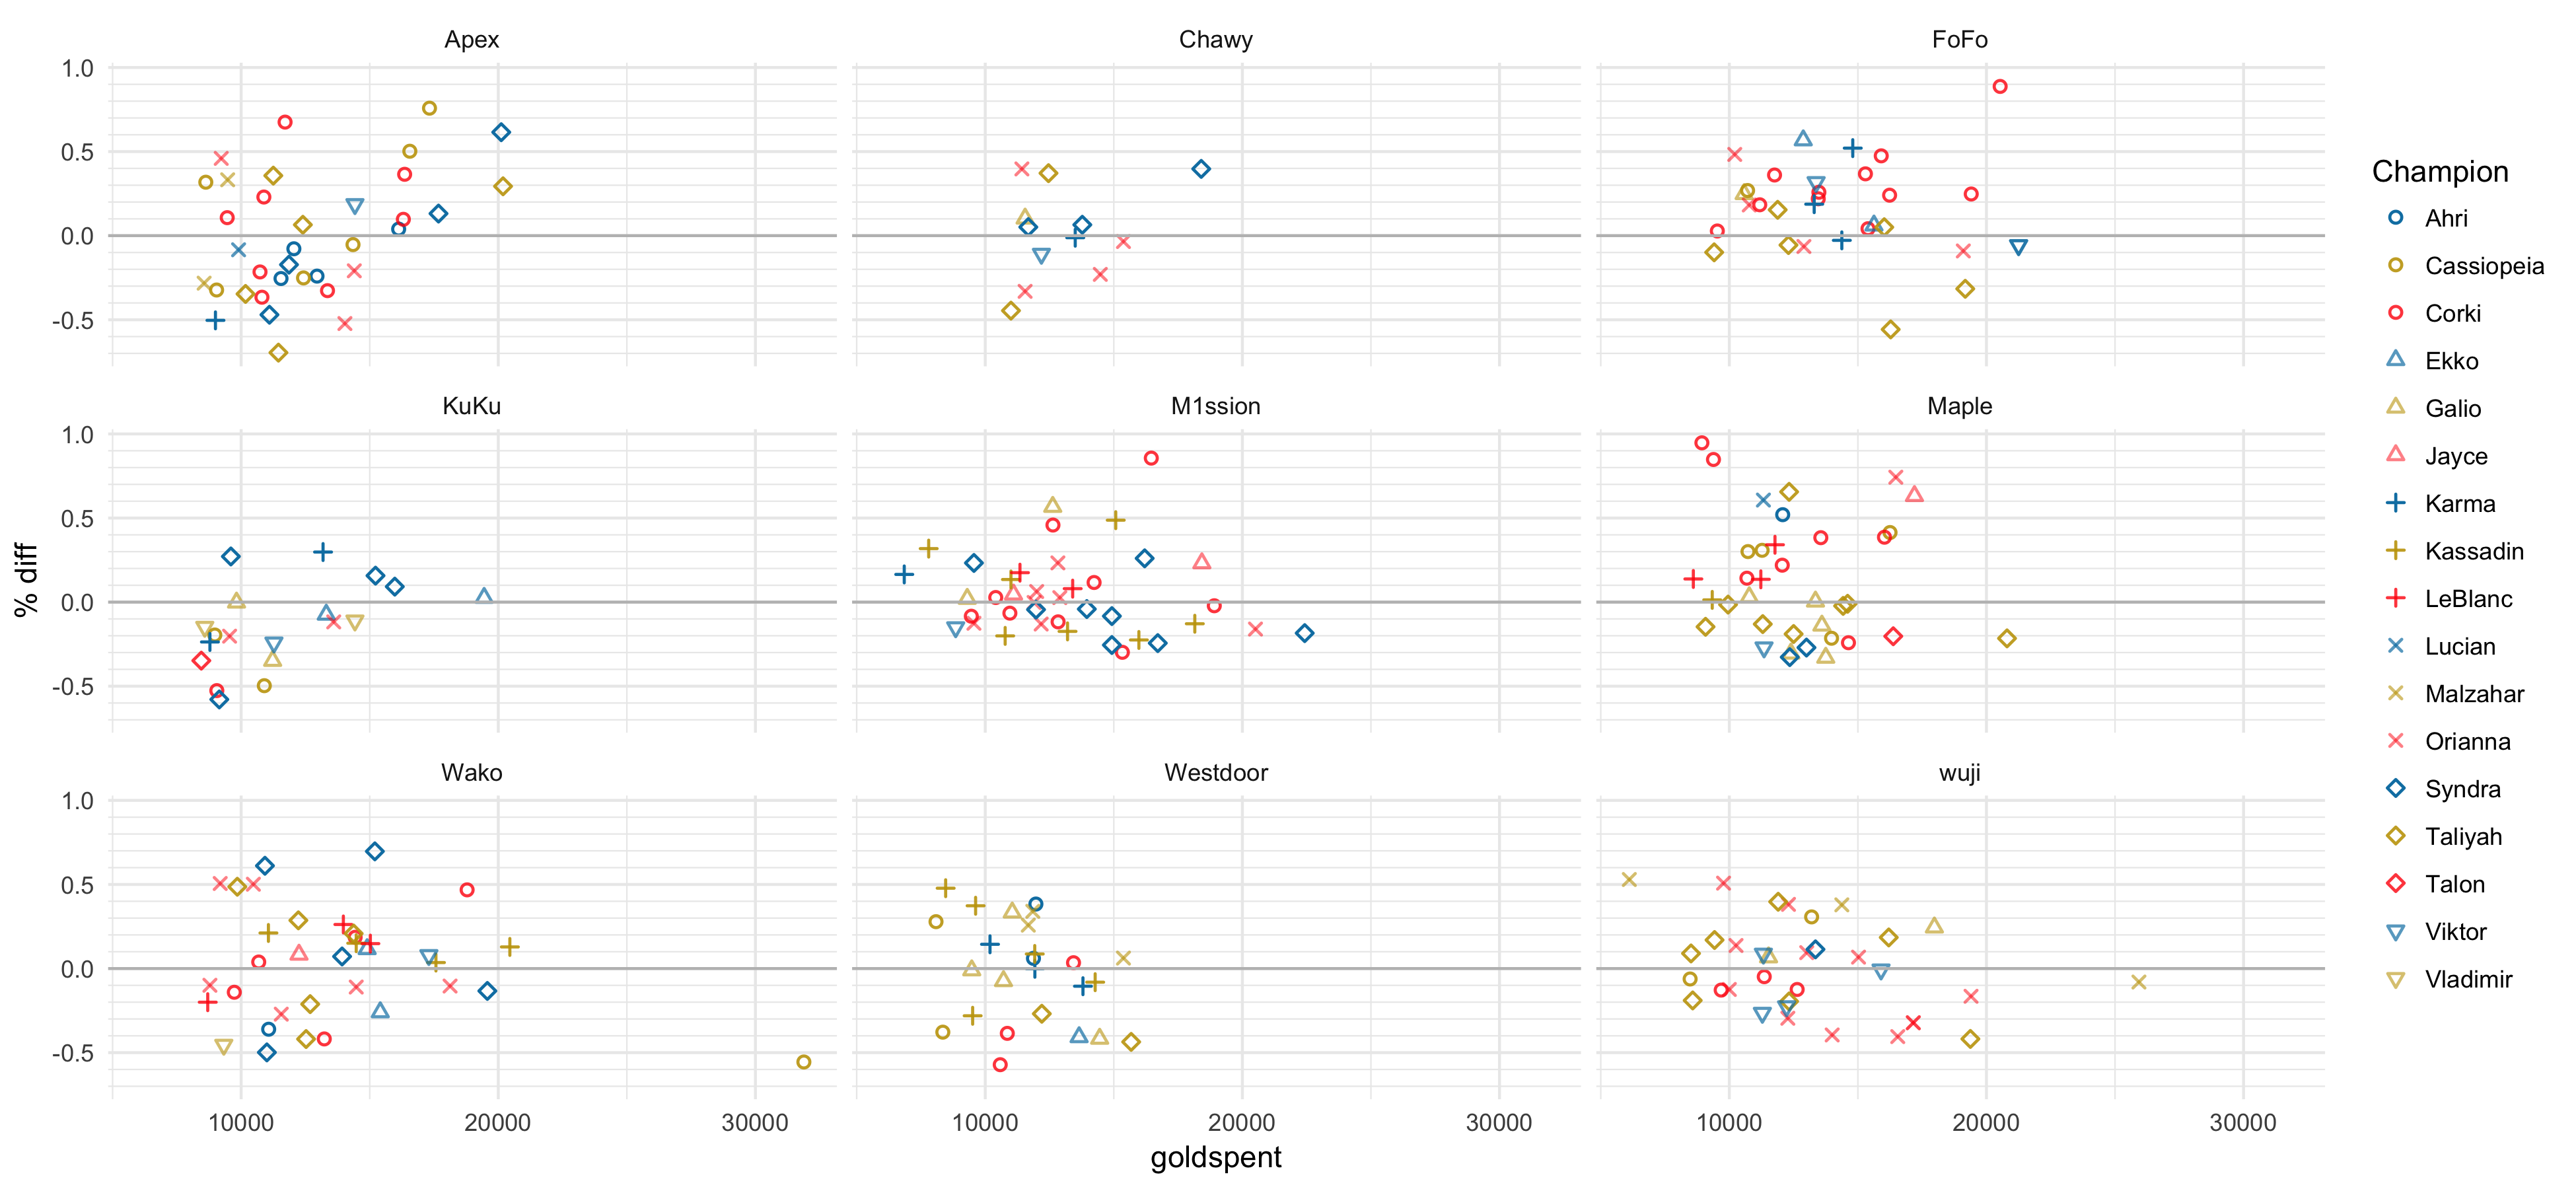 Apex Chawy FoFo
1.0
0.5
0.0
-0.5
KuKu M1ssion Maple
1.0
0.5
0.0
-0.5
Wako Westdoor wuji
1.0
0.5
0.0
-0.5
10000 20000 30000 10000 20000 30000 10000 20000 30000
goldspent
% diff
Champion
Ahri
Cassiopeia
Corki
Ekko
Galio
Jayce
Karma
Kassadin
LeBlanc
Lucian
Malzahar
Orianna
Syndra
Taliyah
Talon
Viktor
Vladimir